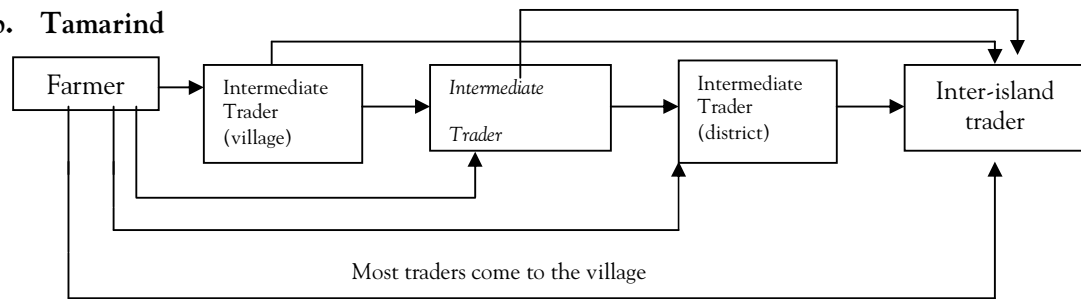 b. Tamarind
Farmer
Intermediate
Trader
(village)
Intermediate
Trader
Intermediate
Trader
(district)
Inter-island
trader
Most traders come to the village